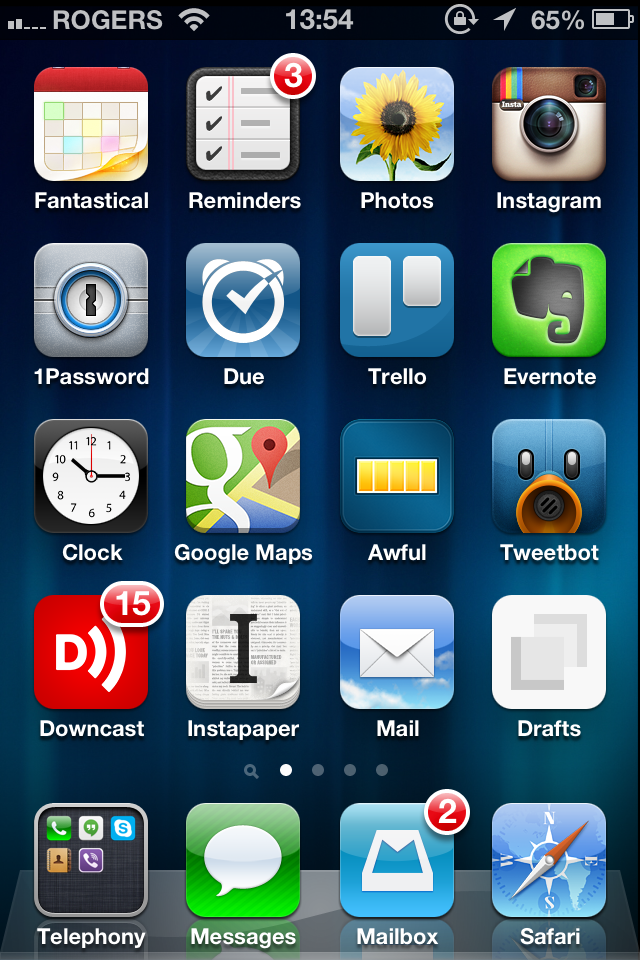 ROGERS 13:54 65%
3
Insta
Fantastical Reminders Photos Instagram
1Password Due Trello Evernote
11 12 1
10 2
9 3
8 4
7 6 5
Clock Google Maps Awful Tweetbot
15
D I
Downcast Instapaper Mail Drafts
2
N
S
Telephony Messages Mailbox Safari